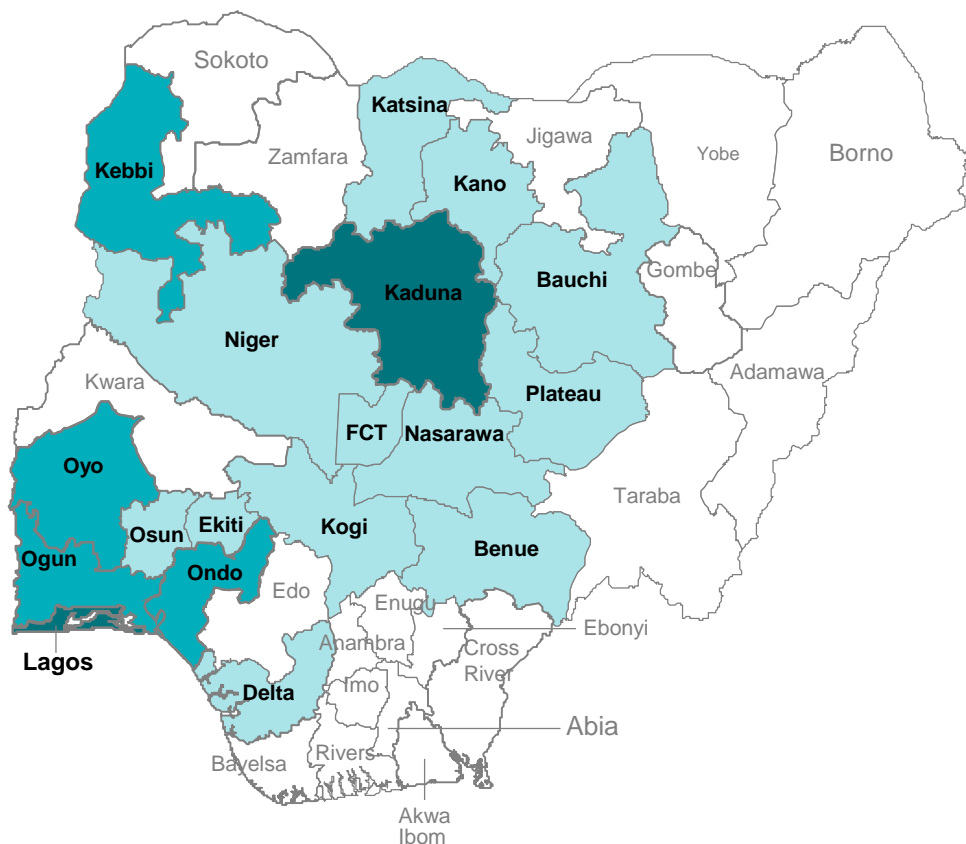 Sokoto
Katsina
Zamfara
Jigawa
Yobe
Borno
Kebbi
Kano
Kaduna
Bauchi
Gombe
Niger
Kwara
Adamawa
Plateau
FCT
Nasarawa
Oyo
Taraba
Osun
Ekiti
Kogi
Benue
Ogun
Ondo
Edo
Enugu
Ebonyi
Anambra
Cross
River
Lagos
Imo
Delta
Abia
Rivers
Bayelsa
Akwa
Ibom